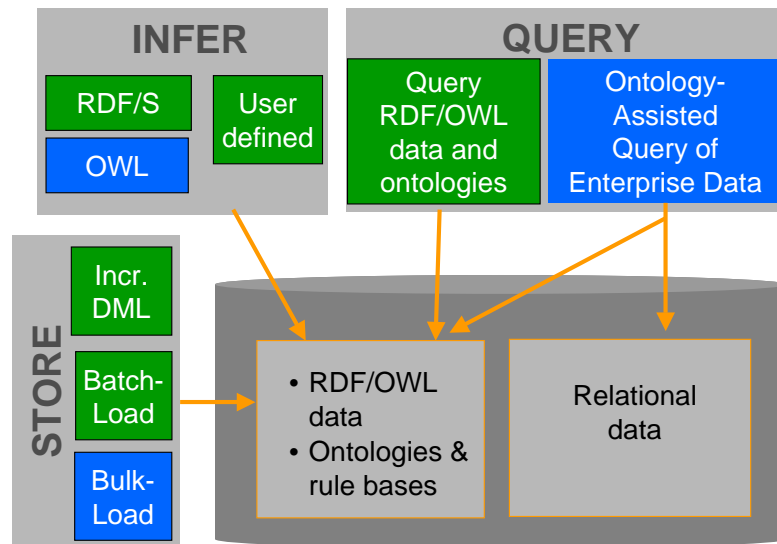 INFER
RDF/S
OWL
User
defined
QUERY
Query
RDF/OWL
data and
ontologies
Ontology-
Assisted
Query of
Enterprise Data
STORE
Incr.
DML
Batch-
Load
Bulk-
Load
• RDF/OWL
data
• Ontologies &
rule bases
Relational
data